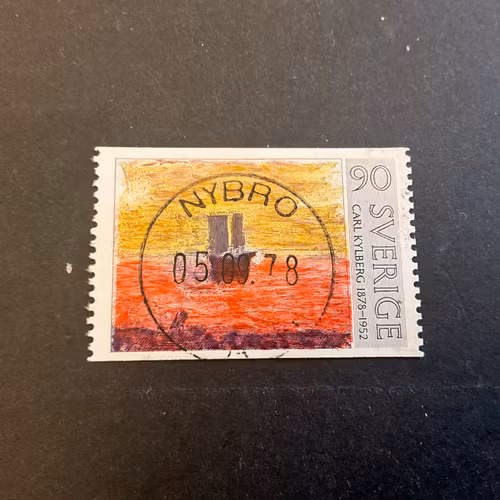 NYBRO
05.09.78
90 SVERIGE
CARL KYLBERG 1878-1952